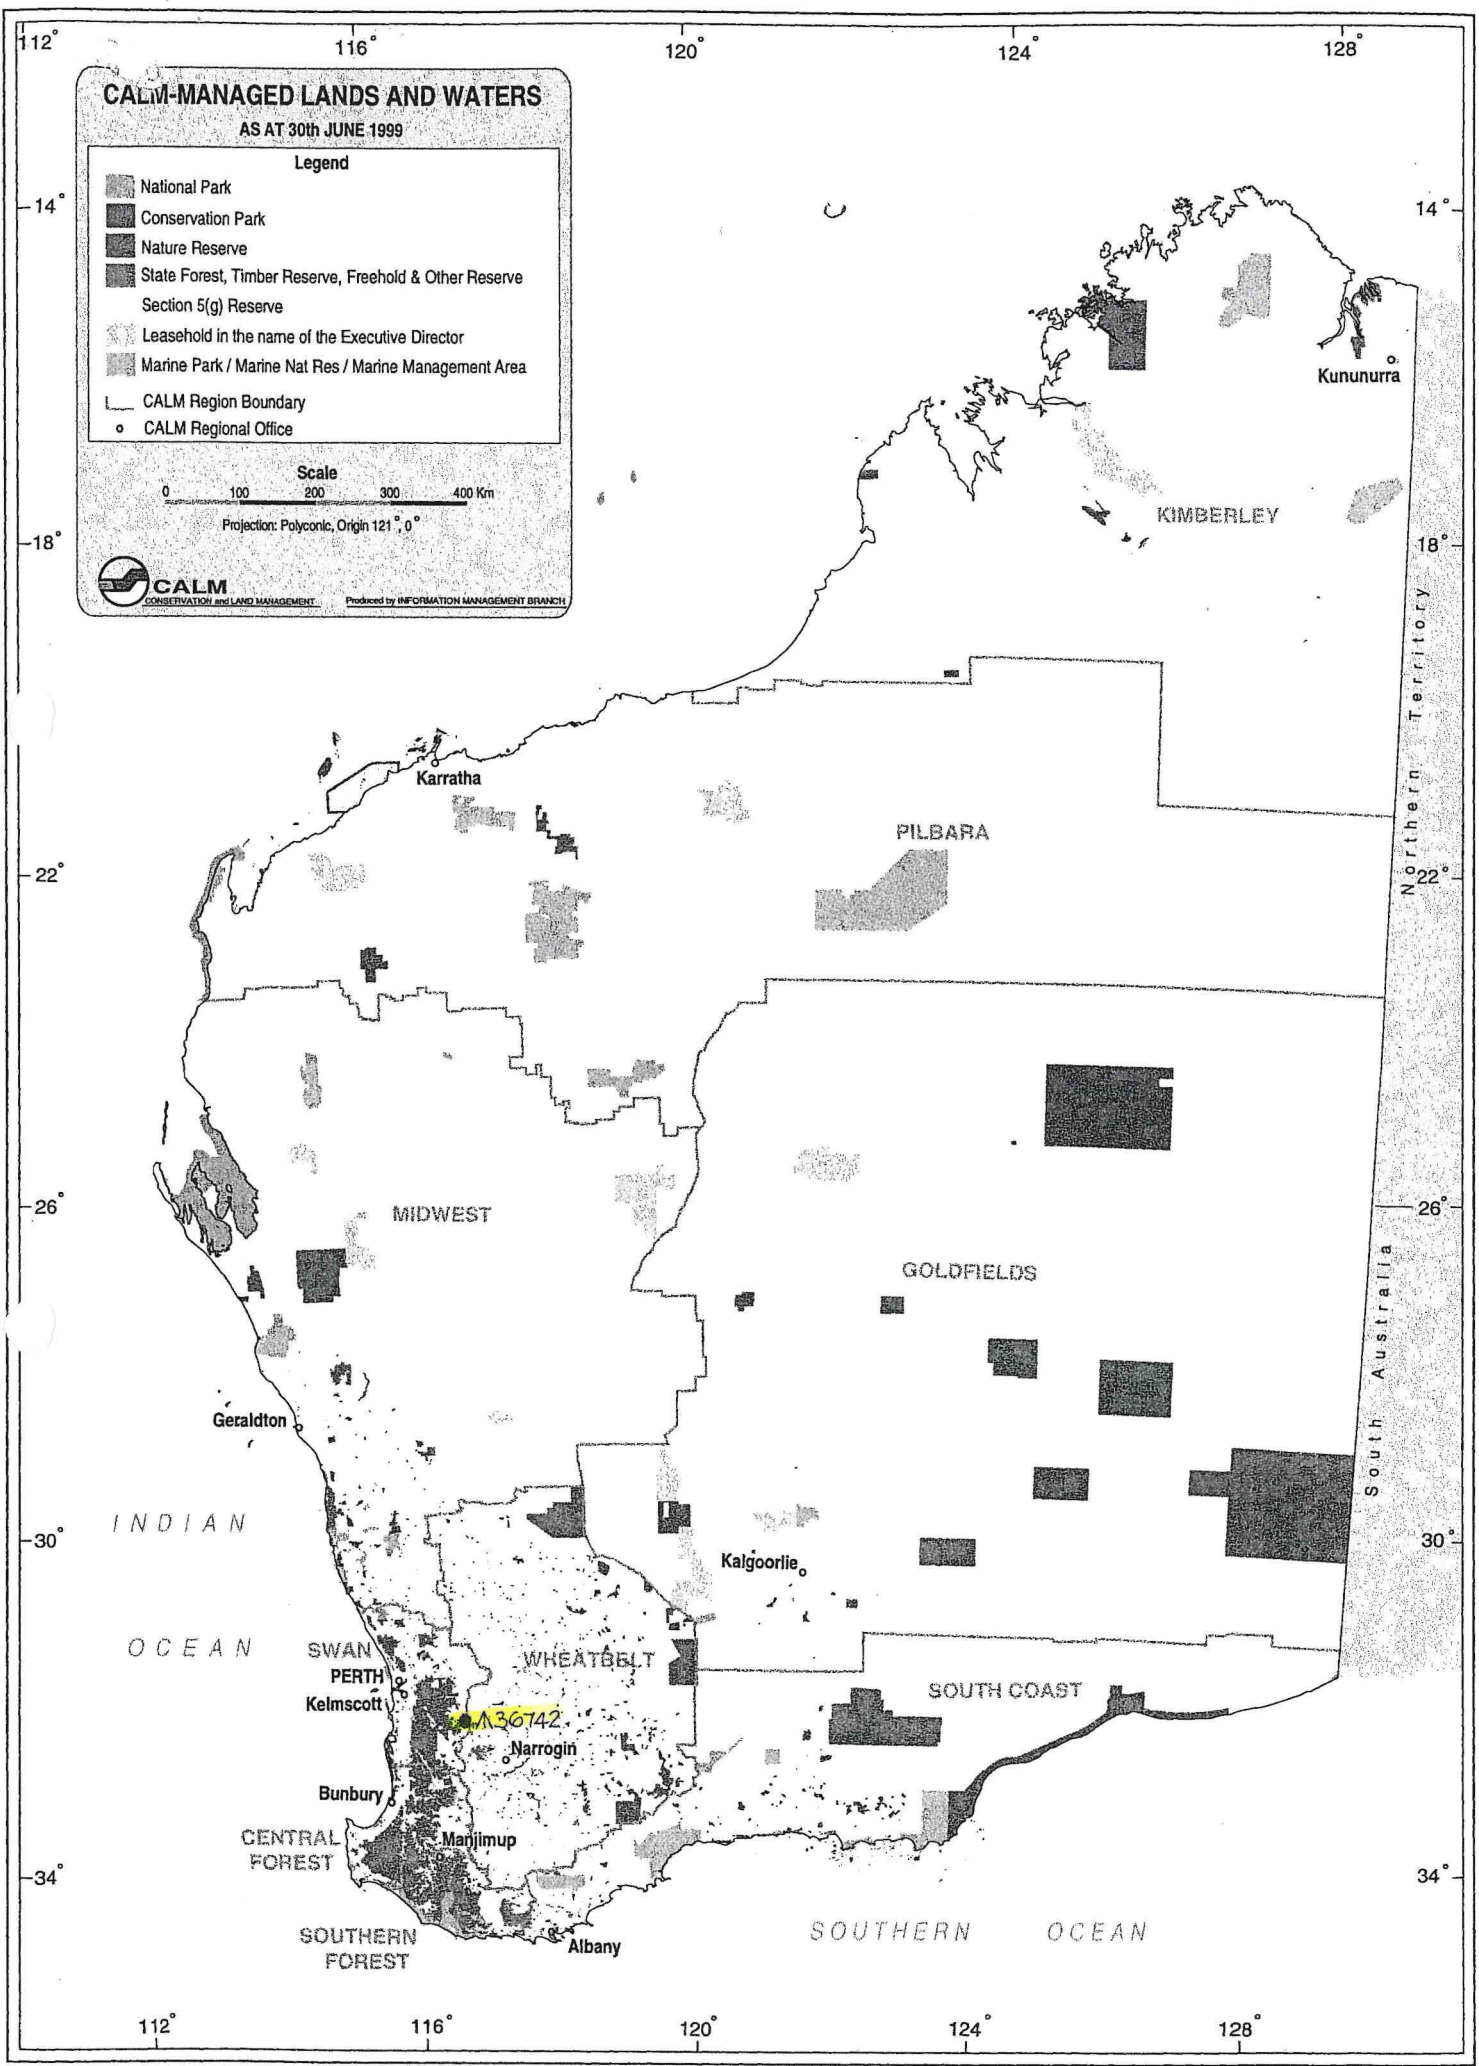 112° 116° 120° 124° 128°
CALM-MANAGED LANDS AND WATERS
AS AT 30th JUNE 1999
Legend
National Park
Conservation Park
Nature Reserve
State Forest, Timber Reserve, Freehold & Other Reserve
Section 5(g) Reserve
Leasehold in the name of the Executive Director
Marine Park / Marine Nat Res / Marine Management Area
CALM Region Boundary
CALM Regional Office
Scale
0 100 200 300 400 Km
Projection: Polyconic, Origin 121°, 0°
CALM
CONSERVATION and LAND MANAGEMENT Produced by INFORMATION MANAGEMENT BRANCH
14° 14°
Kununurra
KIMBERLEY
18° 18°
Northern Territory
Karratha
PILBARA
22° 22°
MIDWEST
26° 26°
GOLDFIELDS
South Australia
Geraldton
INDIAN
30° 30°
Kalgoorlie
OCEAN
SWAN
WHEATBELT
PERTH
Kelmscott
SOUTH COAST
A36742
Narrogin
Bunbury
CENTRAL
FOREST
Manjimup
34° 34°
SOUTHERN
FOREST
Albany
SOUTHERN OCEAN
112° 116° 120° 124° 128°